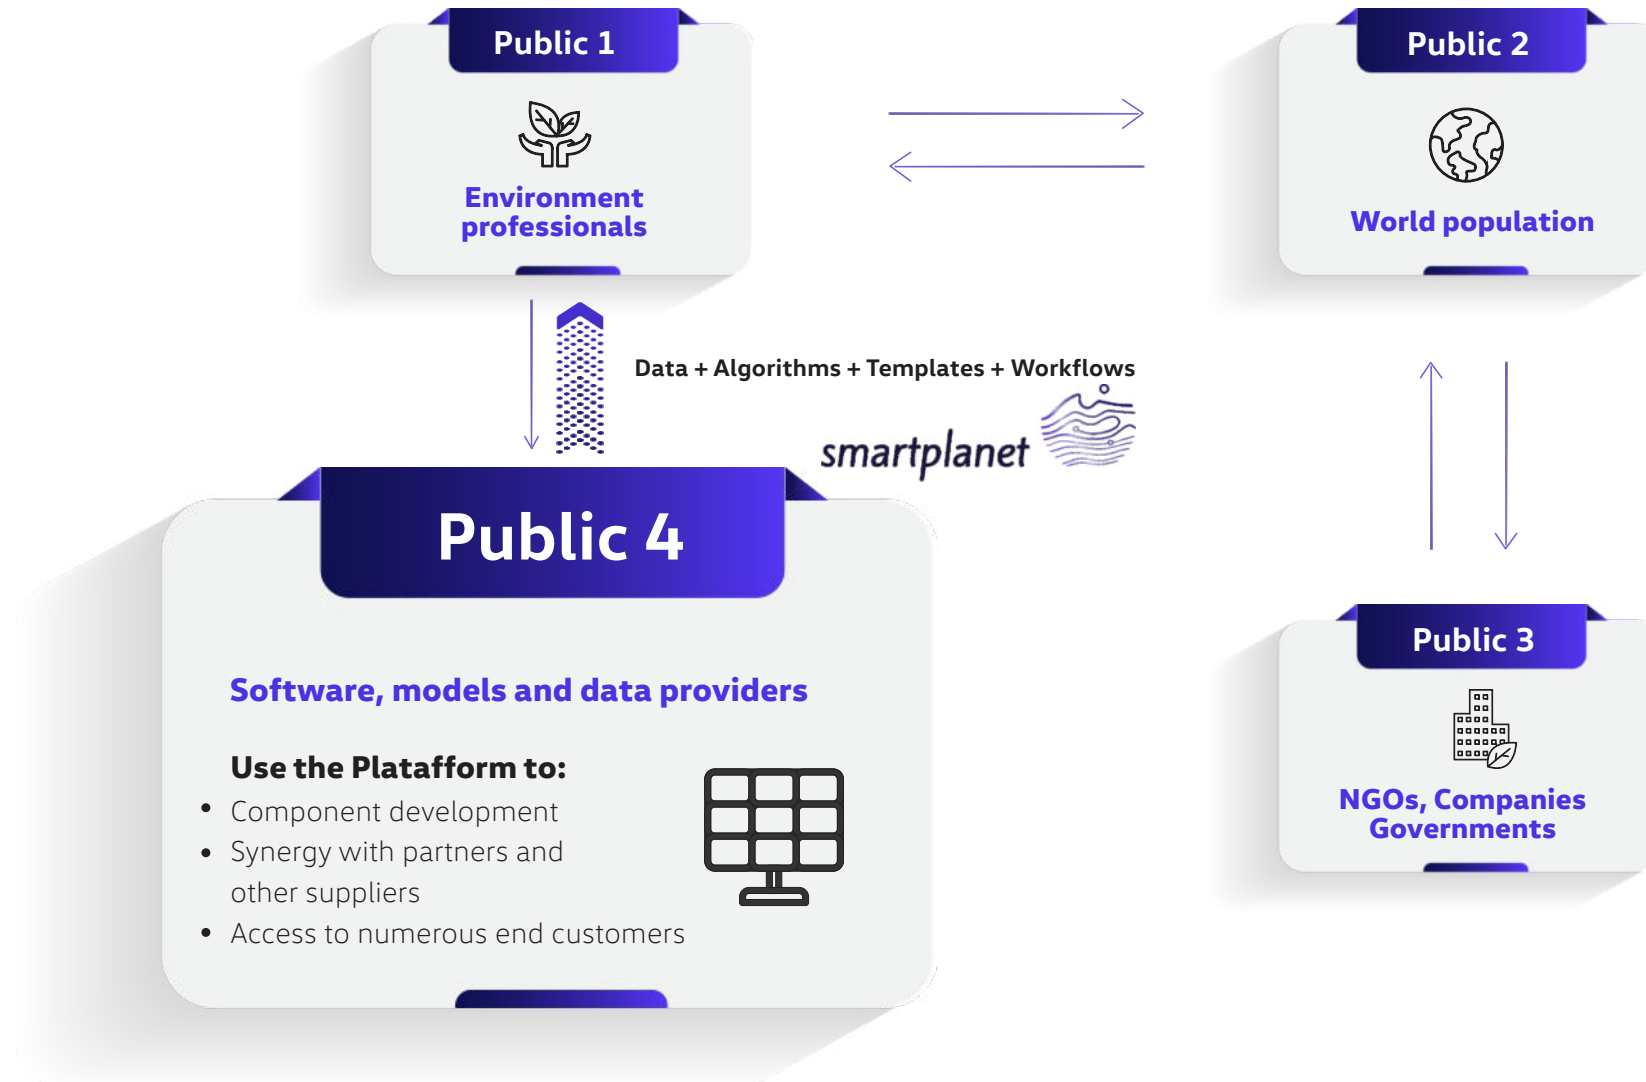 Public 1
Environment
professionals
Public 2
World population
Data + Algorithms + Templates + Workflows
smartplanet
Public 4
Software, models and data providers
Use the Platafform to:
• Component development
• Synergy with partners and
other suppliers
• Access to numerous end customers
Public 3
NGOs, Companies
Governments